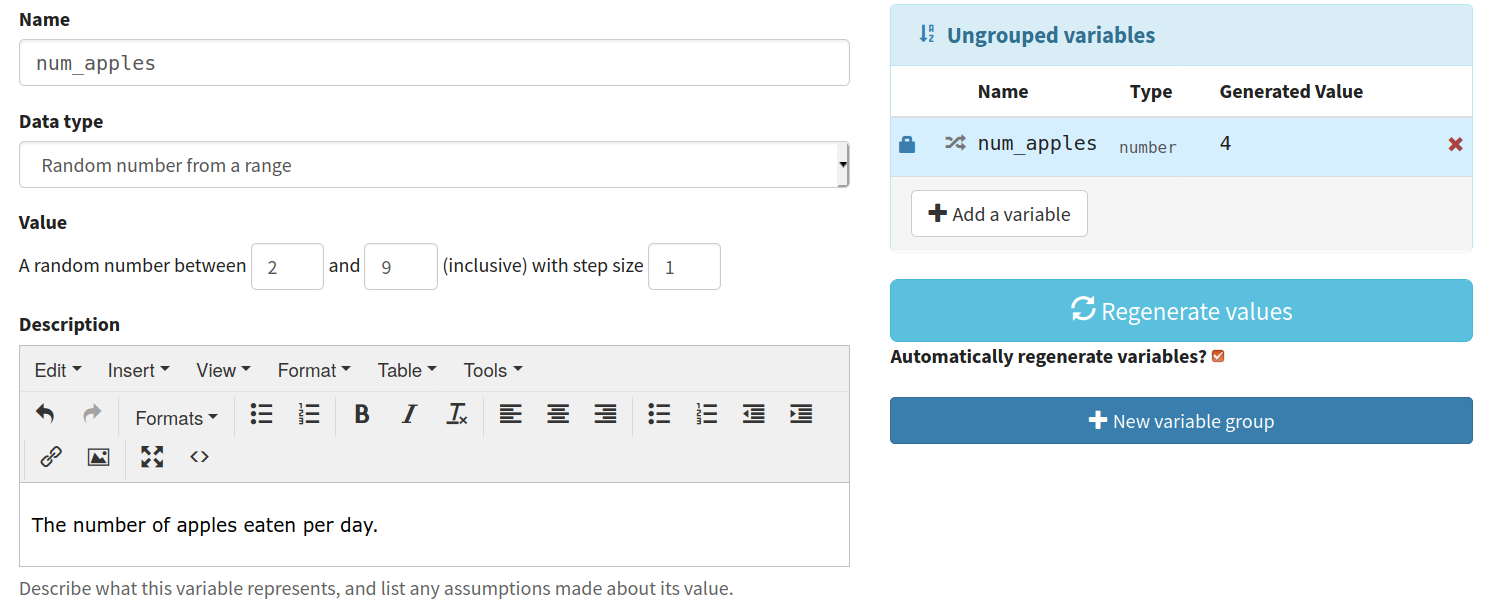 Name
num_apples
Data type
Random number from a range
Value
A random number between 2 and 9 (inclusive) with step size 1
Description
Edit Insert View Format Table Tools
Formats
The number of apples eaten per day.
Describe what this variable represents, and list any assumptions made about its value.
Ungrouped variables
Name Type Generated Value
num_apples number 4
Add a variable
Regenerate values
Automatically regenerate variables?
New variable group